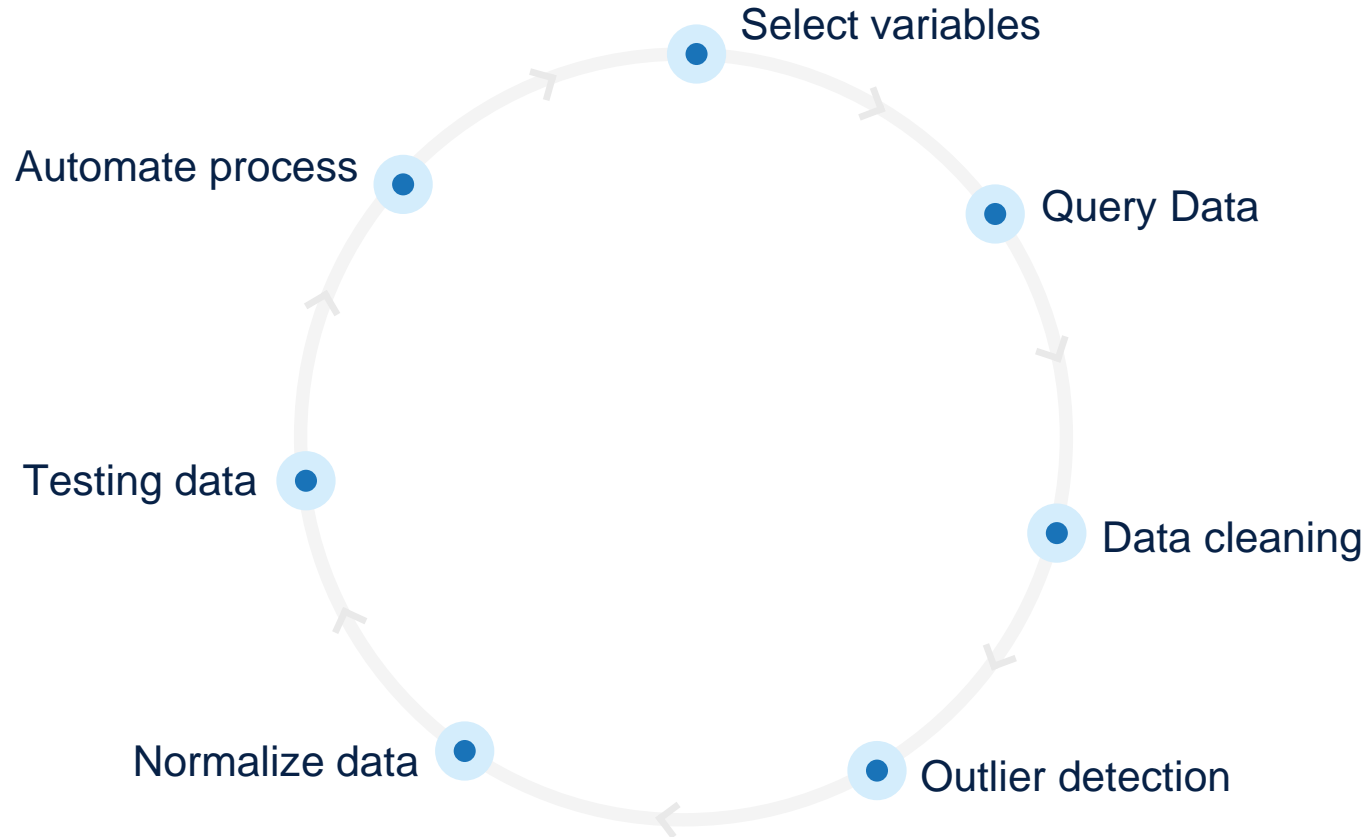 Select variables
Query Data
Data cleaning
Outlier detection
Normalize data
Testing data
Automate process